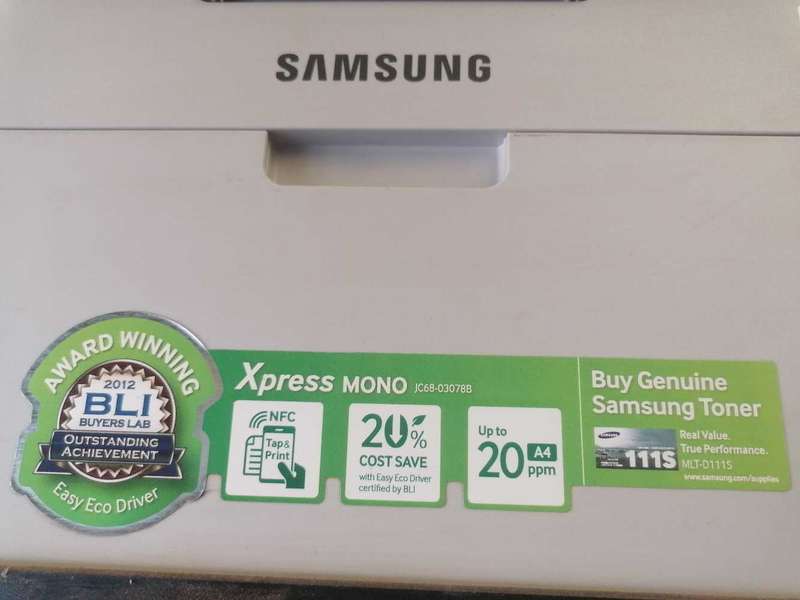 SAMSUNG
AWARD WINNING
2012
BLI
BUYERS LAB
OUTSTANDING
ACHIEVEMENT
Easy Eco Driver
Xpress MONO JC68-03078B
NFC
Tap &
Print
20%
COST SAVE
with Easy Eco Driver
certified by BLI
Up to
20 A4
ppm
Buy Genuine
Samsung Toner
SAMSUNG
111S
Real Value.
True Performance.
MLT-D111S
www.samsung.com/supplies